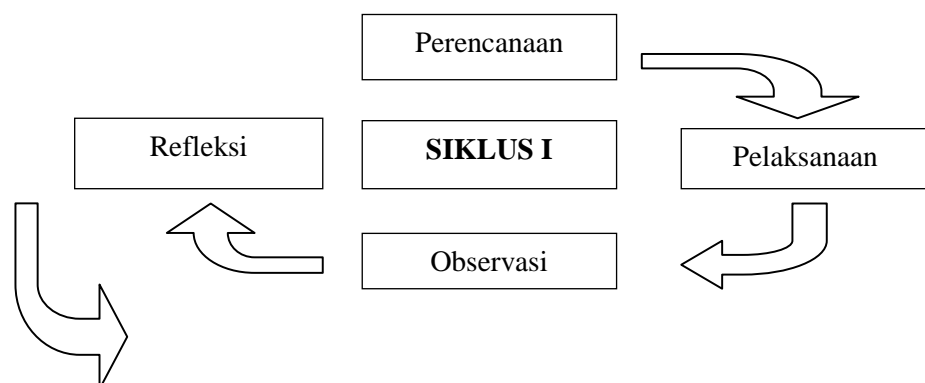 Perencanaan
Refleksi
SIKLUS I
Pelaksanaan
Observasi